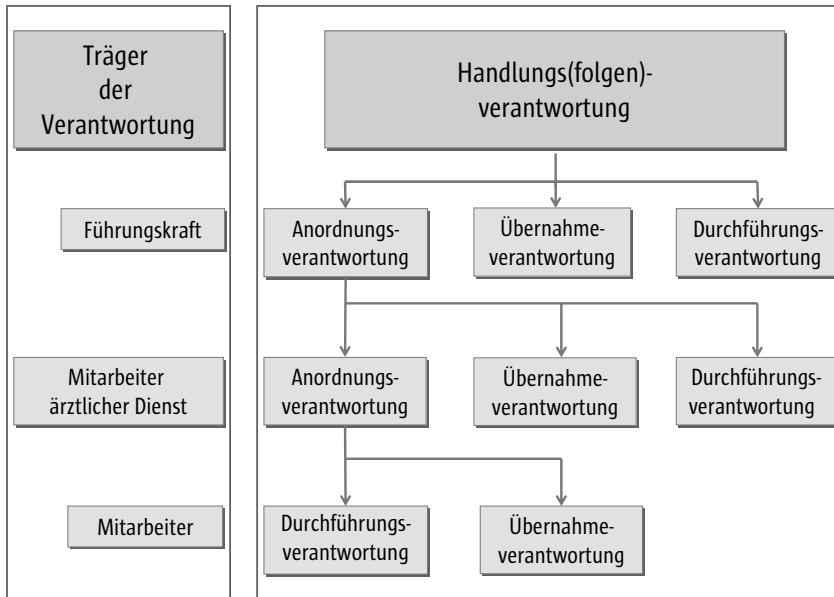 Träger
der
Verantwortung
Handlungs(folgen)-
verantwortung
Führungskraft
Anordnungs-
verantwortung
Übernahme-
verantwortung
Durchführungs-
verantwortung
Mitarbeiter
ärztlicher Dienst
Anordnungs-
verantwortung
Übernahme-
verantwortung
Durchführungs-
verantwortung
Mitarbeiter
Durchführungs-
verantwortung
Übernahme-
verantwortung